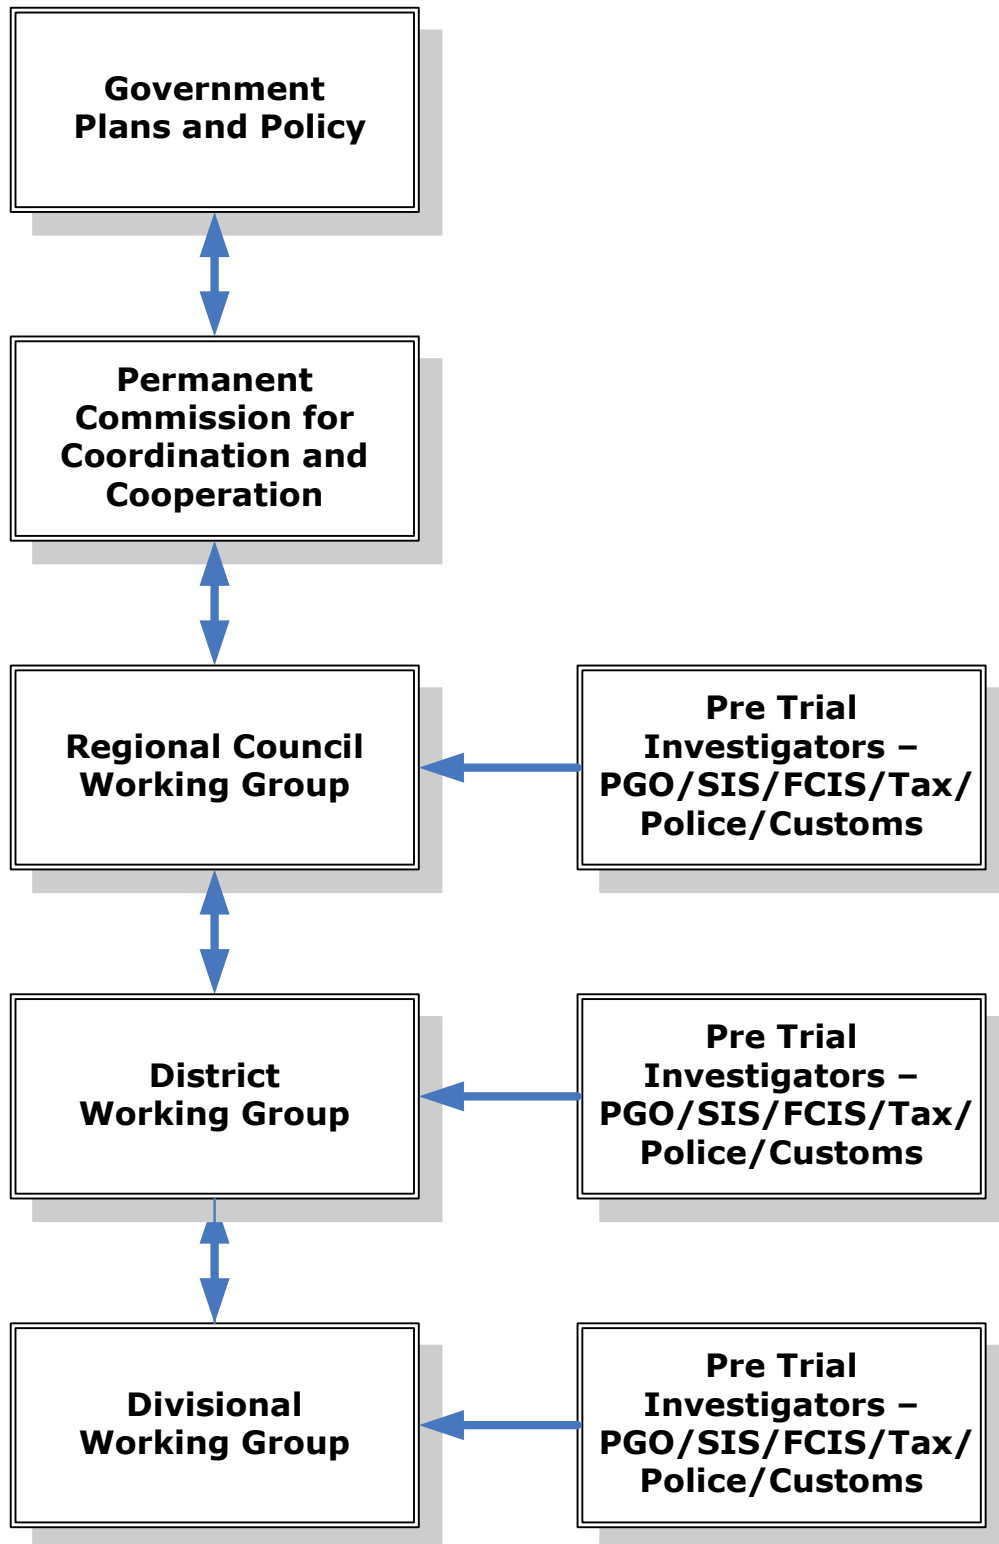 Government
Plans and Policy
Permanent
Commission for
Coordination and
Cooperation
Regional Council
Working Group
Pre Trial
Investigators –
PGO/SIS/FCIS/Tax/
Police/Customs
District
Working Group
Pre Trial
Investigators –
PGO/SIS/FCIS/Tax/
Police/Customs
Divisional
Working Group
Pre Trial
Investigators –
PGO/SIS/FCIS/Tax/
Police/Customs